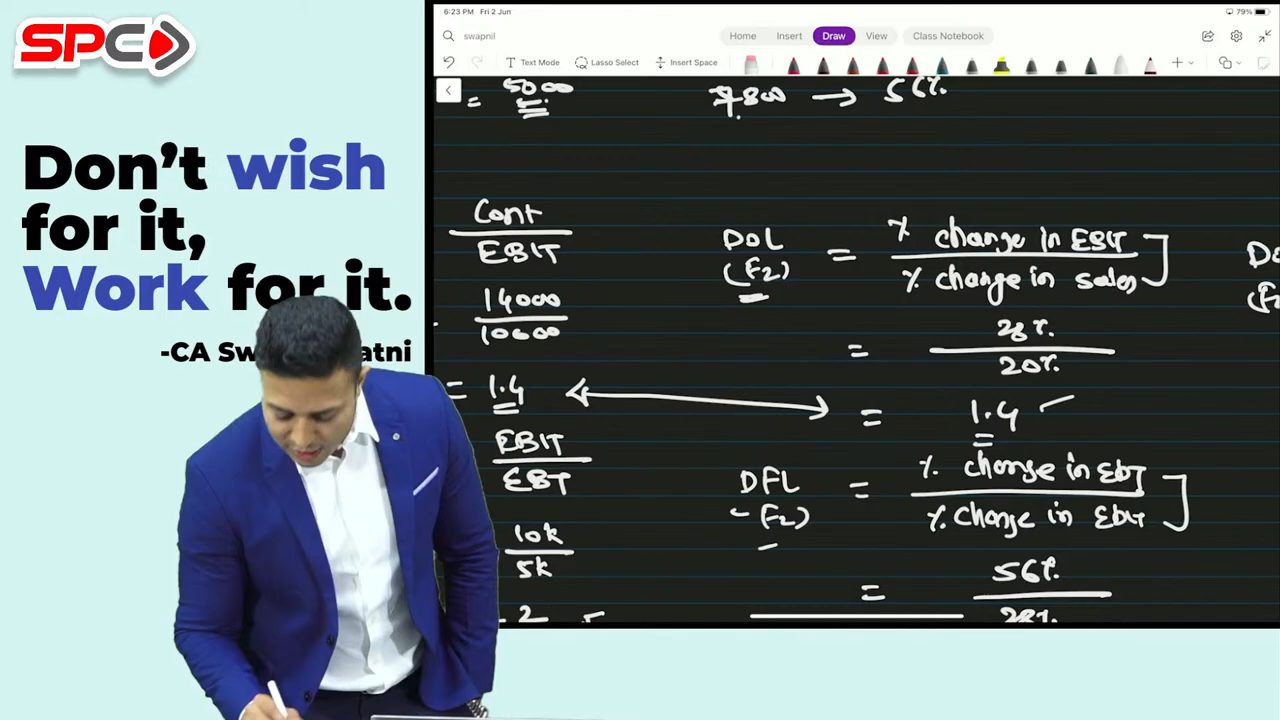 SPC
Don't wish
for it,
Work for it.
-CA Sw atni
6:23 PM Fri 2 Jun
79%
swapnil
Home Insert Draw View Class Notebook
Text Mode Lasso Select Insert Space
= 5000
7800 → 56%
Cont
EBIT
14000
10000
= 1.4
EBIT
EBT
10k
5k
2
DOL = % change in EBIT
(F2) % change in sales
= 28%
20%
= 1.4
DFL = % change in EbT
(F2) % change in Ebit
= 56%
28%